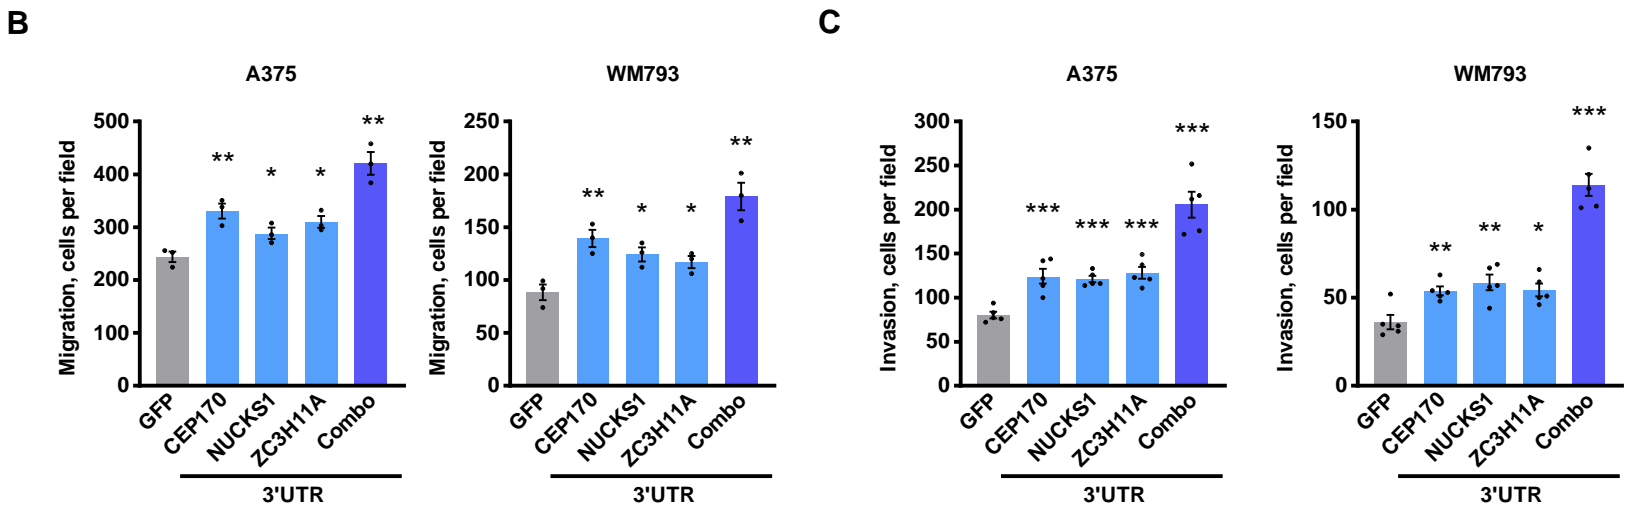 B
C
A375
WM793
A375
WM793
Migration, cells per field
500
400
300
200
100
0
**
*
*
**
GFP
CEP170
NUCKS1
ZC3H11A
Combo
3'UTR
Migration, cells per field
250
200
150
100
50
0
**
*
*
**
GFP
CEP170
NUCKS1
ZC3H11A
Combo
3'UTR
Invasion, cells per field
300
250
200
150
100
50
0
***
***
***
***
GFP
CEP170
NUCKS1
ZC3H11A
Combo
3'UTR
Invasion, cells per field
150
100
50
0
**
**
*
***
GFP
CEP170
NUCKS1
ZC3H11A
Combo
3'UTR